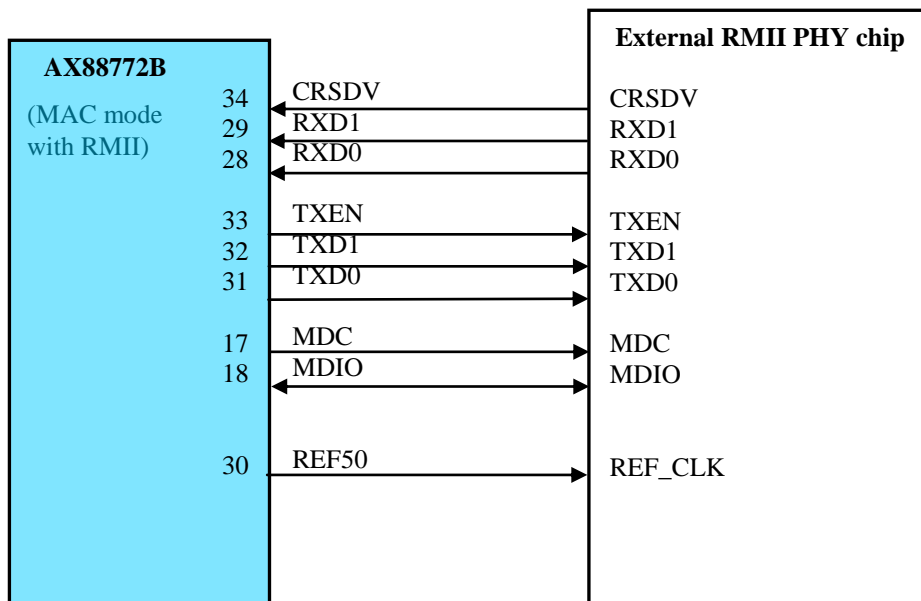 External RMII PHY chip
AX88772B
(MAC mode
with RMII)
34 CRSDV CRSDV
29 RXD1 RXD1
28 RXD0 RXD0
33 TXEN TXEN
32 TXD1 TXD1
31 TXD0 TXD0
17 MDC MDC
18 MDIO MDIO
30 REF50 REF_CLK